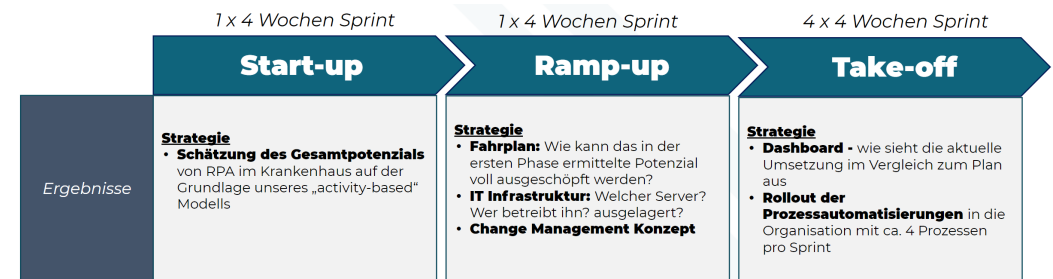 1 x 4 Wochen Sprint
1 x 4 Wochen Sprint
4 x 4 Wochen Sprint
Start-up
Ramp-up
Take-off
Ergebnisse
Strategie
• Schätzung des Gesamtpotenzials
von RPA im Krankenhaus auf der
Grundlage unseres „activity-based“
Modells
Strategie
• Fahrplan: Wie kann das in der
ersten Phase ermittelte Potenzial
voll ausgeschöpft werden?
• IT Infrastruktur: Welcher Server?
Wer betreibt ihn? ausgelagert?
• Change Management Konzept
Strategie
• Dashboard - wie sieht die aktuelle
Umsetzung im Vergleich zum Plan
aus
• Rollout der
Prozessautomatisierungen in die
Organisation mit ca. 4 Prozessen
pro Sprint